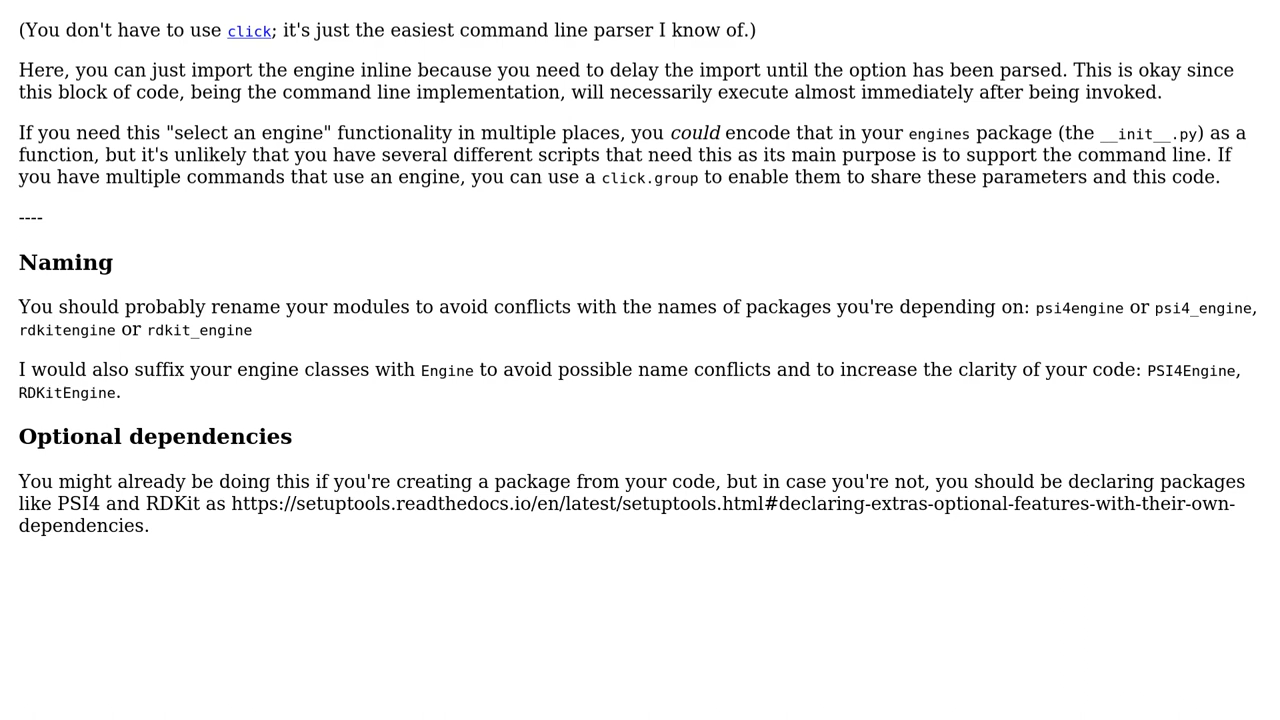 (You don't have to use click; it's just the easiest command line parser I know of.)
Here, you can just import the engine inline because you need to delay the import until the option has been parsed. This is okay since
this block of code, being the command line implementation, will necessarily execute almost immediately after being invoked.
If you need this "select an engine" functionality in multiple places, you could encode that in your engines package (the __init__.py) as a
function, but it's unlikely that you have several different scripts that need this as its main purpose is to support the command line. If
you have multiple commands that use an engine, you can use a click.group to enable them to share these parameters and this code.
----
Naming
You should probably rename your modules to avoid conflicts with the names of packages you're depending on: psi4engine or psi4_engine,
rdkitengine or rdkit_engine
I would also suffix your engine classes with Engine to avoid possible name conflicts and to increase the clarity of your code: PSI4Engine,
RDKitEngine.
Optional dependencies
You might already be doing this if you're creating a package from your code, but in case you're not, you should be declaring packages
like PSI4 and RDKit as https://setuptools.readthedocs.io/en/latest/setuptools.html#declaring-extras-optional-features-with-their-own-
dependencies.